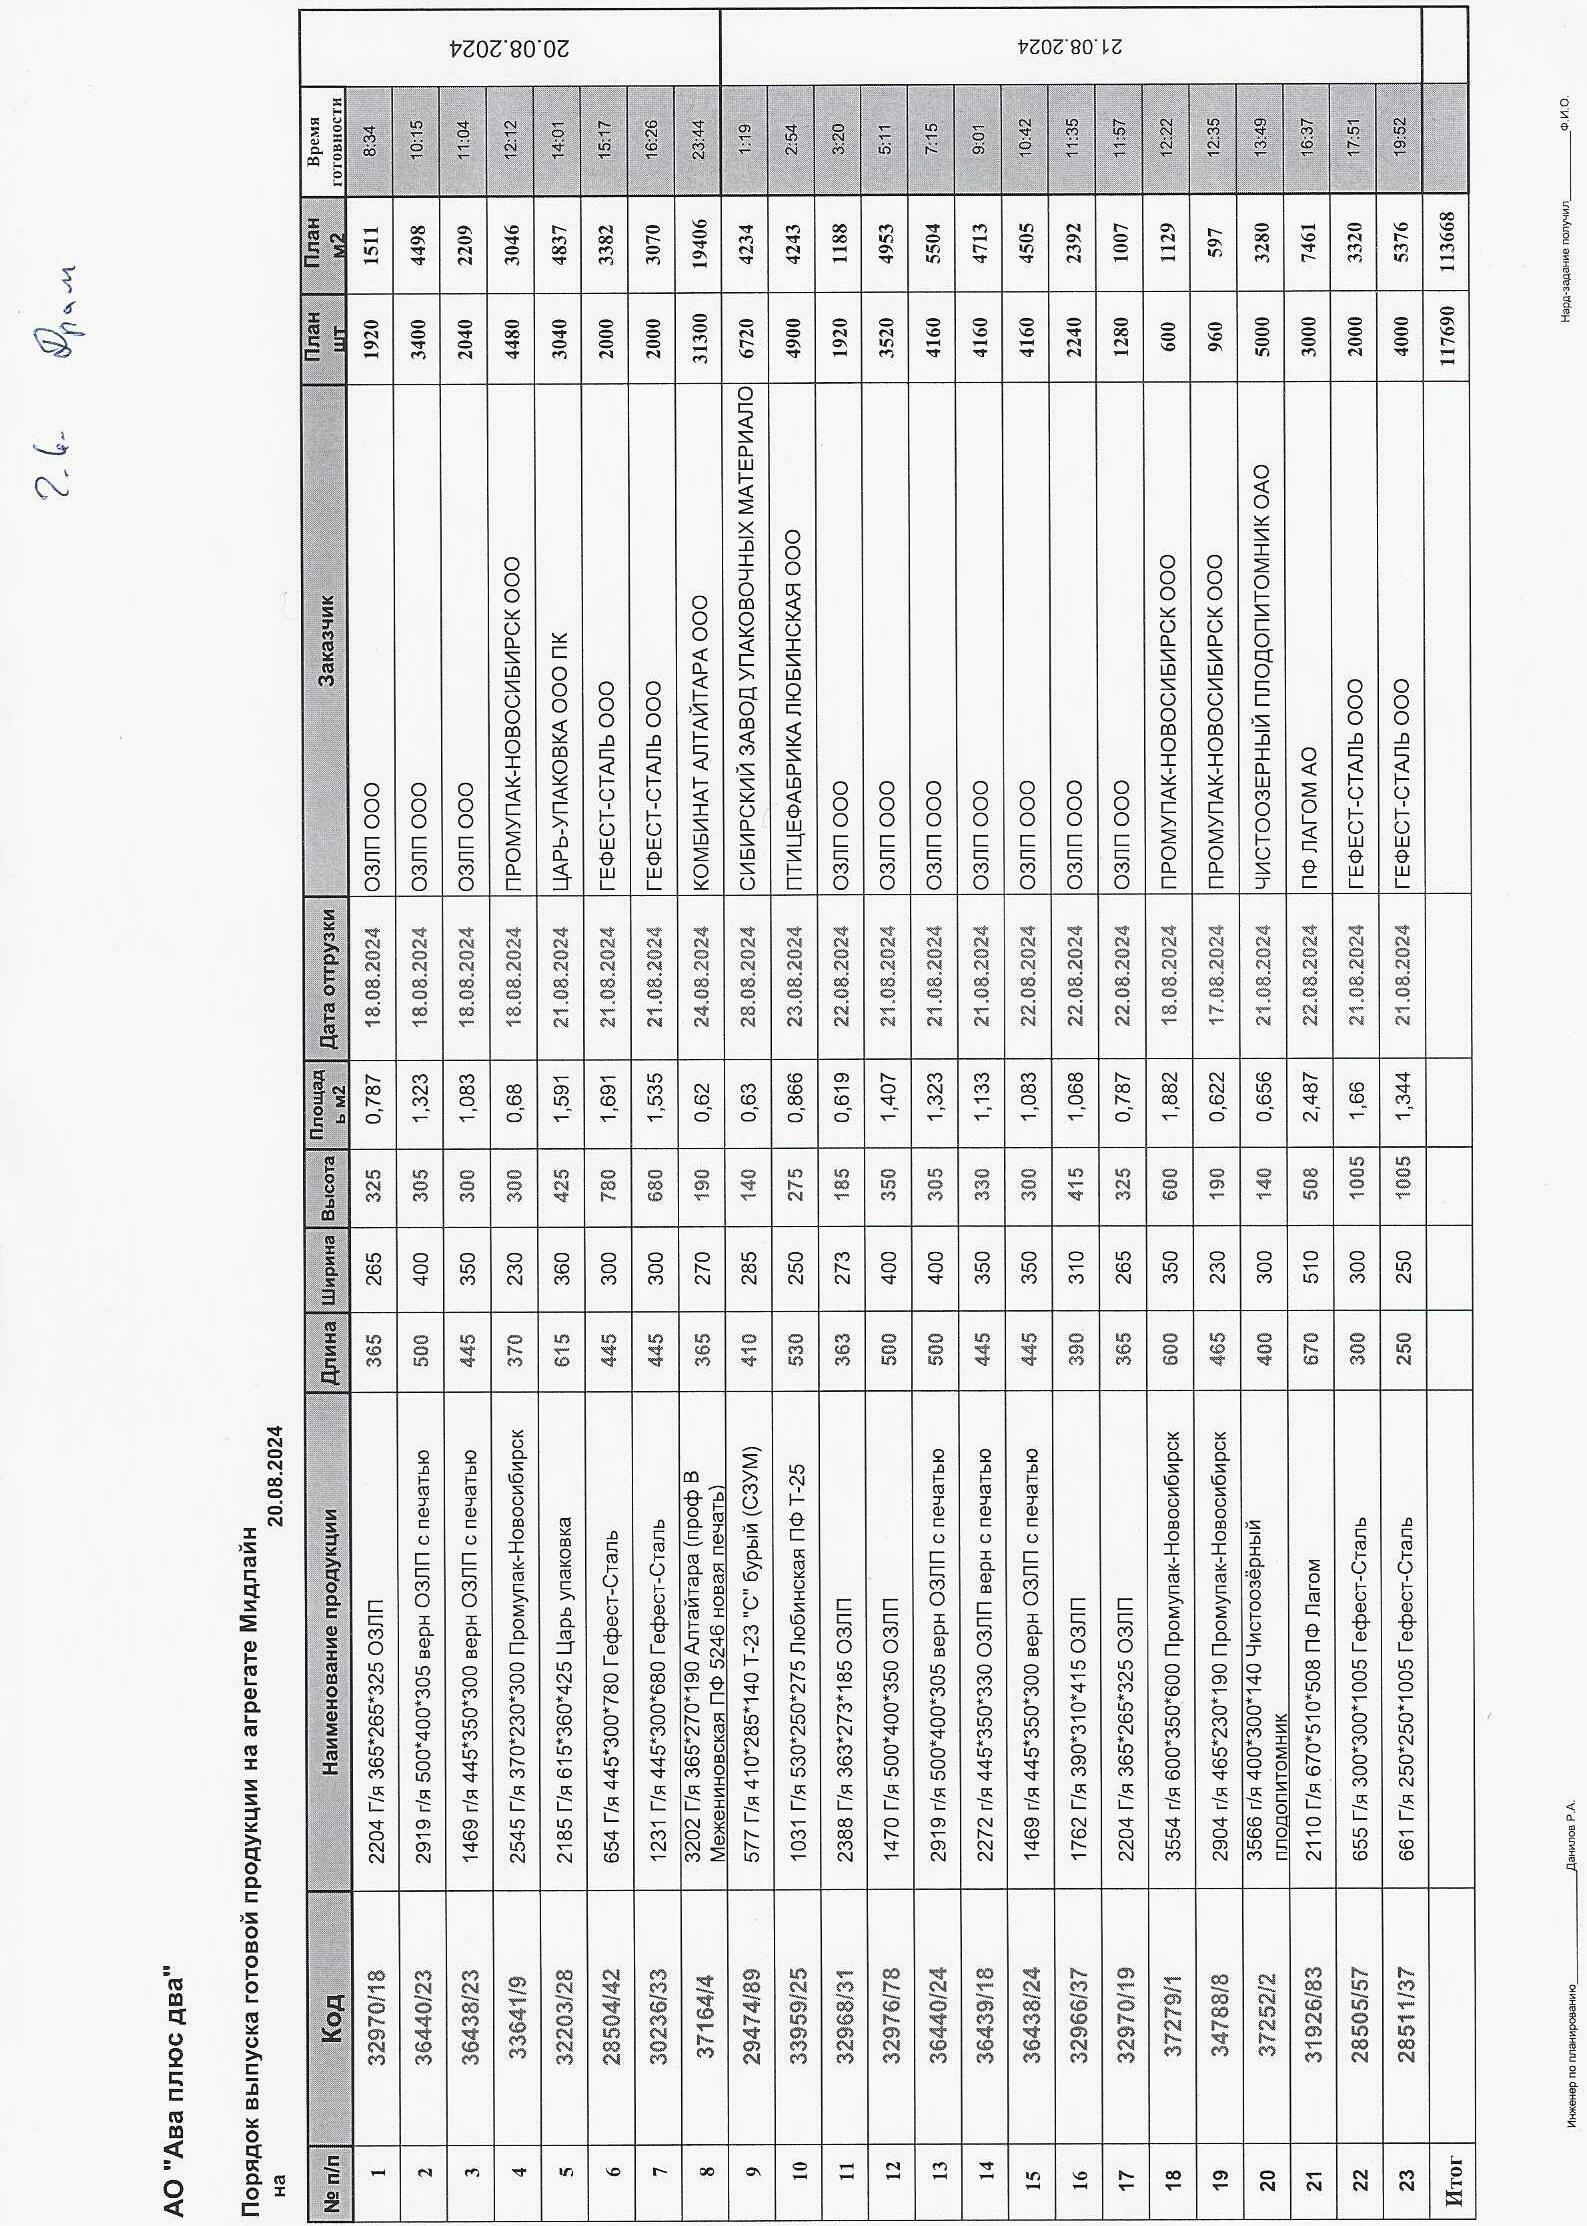 АО "Ава плюс два"
Порядок выпуска готовой продукции на агрегате Мидлайн
на 20.08.2024
№ п/п Код Наименование продукции Длина Ширина Высота Площадь м2 Дата отгрузки Заказчик План шт План м2 Время готовности
1 32970/18 2204 Г/я 365*265*325 ОЗЛП 365 265 325 0,787 18.08.2024 ОЗЛП ООО 1920 1511 8:34
2 36440/23 2919 г/я 500*400*305 верн ОЗЛП с печатью 500 400 305 1,323 18.08.2024 ОЗЛП ООО 3400 4498 10:15
3 36438/23 1469 г/я 445*350*300 верн ОЗЛП с печатью 445 350 300 1,083 18.08.2024 ОЗЛП ООО 2040 2209 11:04
4 33641/9 2545 Г/я 370*230*300 Промупак-Новосибирск 370 230 300 0,68 18.08.2024 ПРОМУПАК-НОВОСИБИРСК ООО 4480 3046 12:12
5 32203/28 2185 Г/я 615*360*425 Царь упаковка 615 360 425 1,591 21.08.2024 ЦАРЬ-УПАКОВКА ООО ПК 3040 4837 14:01
6 28504/42 654 Г/я 445*300*780 Гефест-Сталь 445 300 780 1,691 21.08.2024 ГЕФЕСТ-СТАЛЬ ООО 2000 3382 15:17
7 30236/33 1231 Г/я 445*300*680 Гефест-Сталь 445 300 680 1,535 21.08.2024 ГЕФЕСТ-СТАЛЬ ООО 2000 3070 16:26
8 37164/4 3202 Г/я 365*270*190 Алтайтара (проф В Межениновская ПФ 5246 новая печать) 365 270 190 0,62 24.08.2024 КОМБИНАТ АЛТАЙТАРА ООО 31300 19406 23:44
20.08.2024
9 29474/89 577 Г/я 410*285*140 Т-23 "С" бурый (СЗУМ) 410 285 140 0,63 28.08.2024 СИБИРСКИЙ ЗАВОД УПАКОВОЧНЫХ МАТЕРИАЛО 6720 4234 1:19
10 33959/25 1031 Г/я 530*250*275 Любинская ПФ Т-25 530 250 275 0,866 23.08.2024 ПТИЦЕФАБРИКА ЛЮБИНСКАЯ ООО 4900 4243 2:54
11 32968/31 2388 Г/я 363*273*185 ОЗЛП 363 273 185 0,619 22.08.2024 ОЗЛП ООО 1920 1188 3:20
12 32976/78 1470 Г/я 500*400*350 ОЗЛП 500 400 350 1,407 21.08.2024 ОЗЛП ООО 3520 4953 5:11
13 36440/24 2919 г/я 500*400*305 верн ОЗЛП с печатью 500 400 305 1,323 21.08.2024 ОЗЛП ООО 4160 5504 7:15
14 36439/18 2272 г/я 445*350*330 ОЗЛП верн с печатью 445 350 330 1,133 21.08.2024 ОЗЛП ООО 4160 4713 9:01
15 36438/24 1469 г/я 445*350*300 верн ОЗЛП с печатью 445 350 300 1,083 22.08.2024 ОЗЛП ООО 4160 4505 10:42
16 32966/37 1762 Г/я 390*310*415 ОЗЛП 390 310 415 1,068 22.08.2024 ОЗЛП ООО 2240 2392 11:35
17 32970/19 2204 Г/я 365*265*325 ОЗЛП 365 265 325 0,787 22.08.2024 ОЗЛП ООО 1280 1007 11:57
18 37279/1 3554 г/я 600*350*600 Промупак-Новосибирск 600 350 600 1,882 18.08.2024 ПРОМУПАК-НОВОСИБИРСК ООО 600 1129 12:22
19 34788/8 2904 г/я 465*230*190 Промупак-Новосибирск 465 230 190 0,622 17.08.2024 ПРОМУПАК-НОВОСИБИРСК ООО 960 597 12:35
20 37252/2 3566 г/я 400*300*140 Чистоозёрный плодопитомник 400 300 140 0,656 21.08.2024 ЧИСТООЗЕРНЫЙ ПЛОДОПИТОМНИК ОАО 5000 3280 13:49
21 31926/83 2110 Г/я 670*510*508 ПФ Лагом 670 510 508 2,487 22.08.2024 ПФ ЛАГОМ АО 3000 7461 16:37
22 28505/57 655 Г/я 300*300*1005 Гефест-Сталь 300 300 1005 1,66 21.08.2024 ГЕФЕСТ-СТАЛЬ ООО 2000 3320 17:51
23 28511/37 661 Г/я 250*250*1005 Гефест-Сталь 250 250 1005 1,344 21.08.2024 ГЕФЕСТ-СТАЛЬ ООО 4000 5376 19:52
21.08.2024
Итог 117690 113668
Инженер по планированию Данилов Р.А.
Нард-задание получил Ф.И.О.